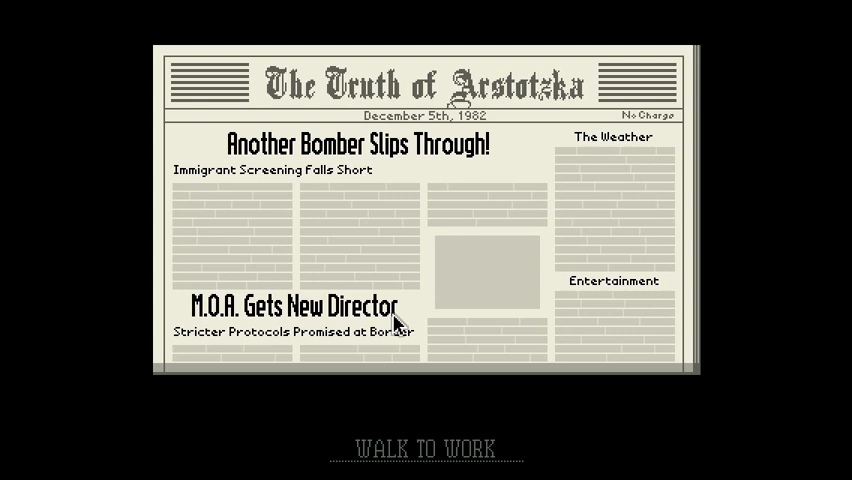 The Truth of Arstotzka
December 5th, 1982
No Charge
Another Bomber Slips Through!
Immigrant Screening Falls Short
M.O.A. Gets New Director
Stricter Protocols Promised at Border
The Weather
Entertainment
WALK TO WORK